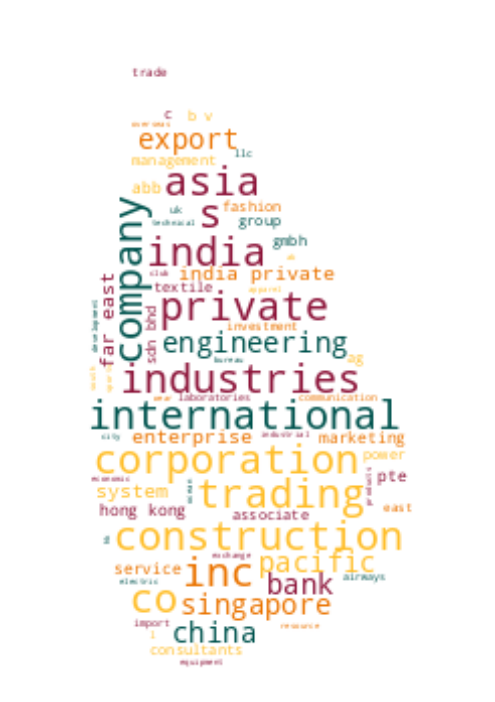 trade
c b v
overseas
export
llc
management
abb asia
uk s fashion
technical group
company
india gmbh
club india private
textile apparel
far east
development
sdn bhd
private
investment
engineering
bureau ag
industries
wear laboratories communication
international
city enterprise industrial marketing
corporation power
economic products pte
system trading
ocean
hong kong associate east
construction
exchange
service inc pacific
electric bank airways
co singapore
import china resource
l
consultants
equipment